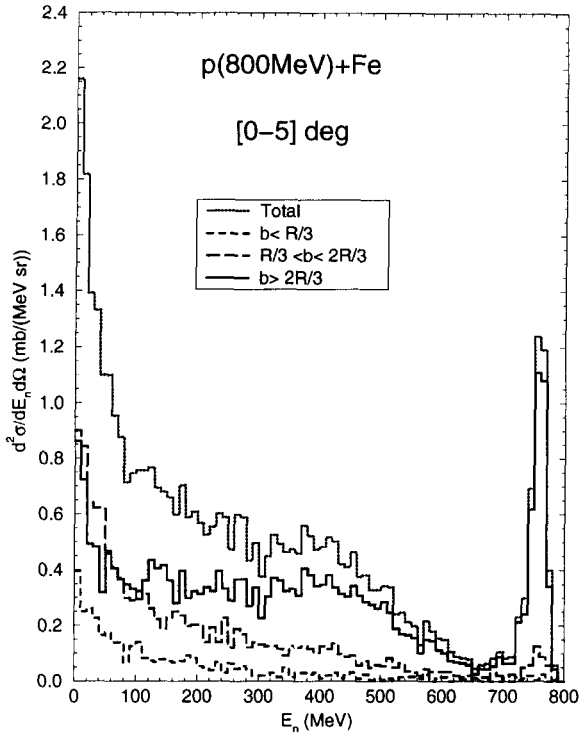 p(800MeV)+Fe
[0−5] deg
Total
b< R/3
R/3 <b< 2R/3
b> 2R/3
d²σ/dEₙdΩ (mb/(MeV sr))
2.4
2.2
2.0
1.8
1.6
1.4
1.2
1.0
0.8
0.6
0.4
0.2
0.0
0 100 200 300 400 500 600 700 800
Eₙ (MeV)